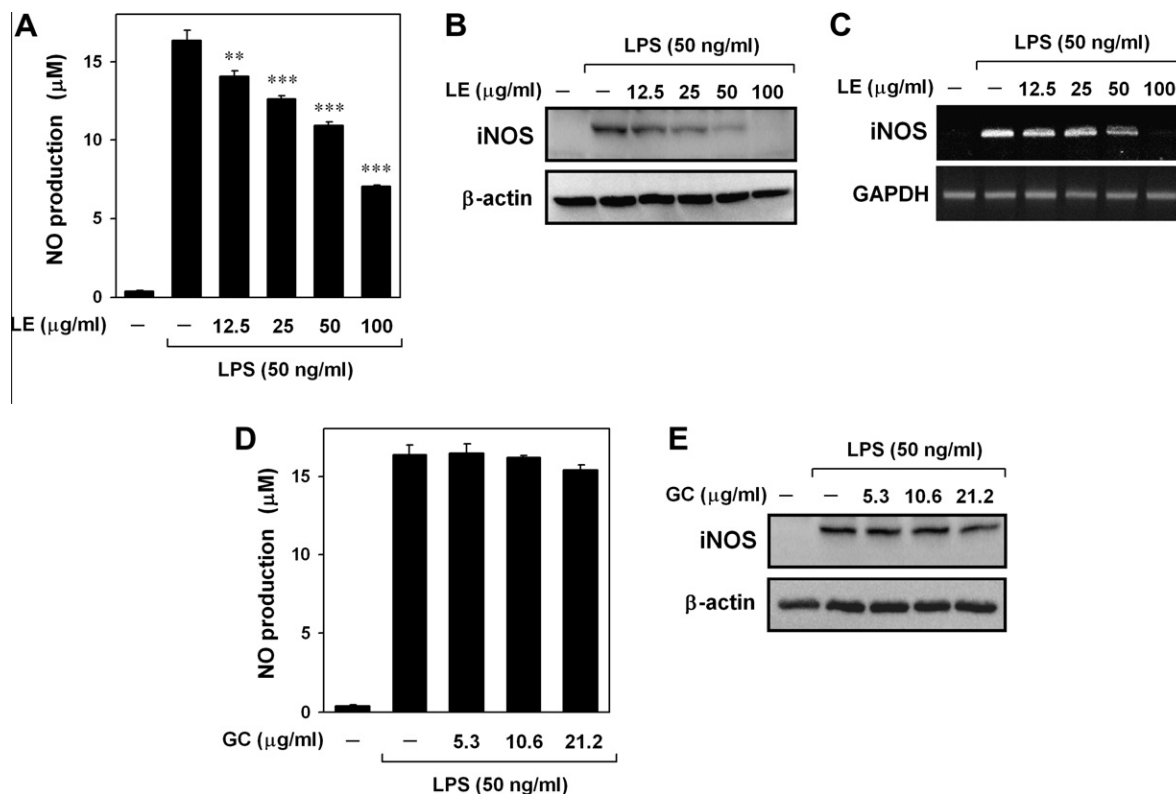 A
NO production (μM)
15
10
5
0
** *** *** ***
LE (μg/ml) – – 12.5 25 50 100
LPS (50 ng/ml)
B
LPS (50 ng/ml)
LE (μg/ml) – – 12.5 25 50 100
iNOS
β-actin
C
LPS (50 ng/ml)
LE (μg/ml) – – 12.5 25 50 100
iNOS
GAPDH
D
NO production (μM)
15
10
5
0
GC (μg/ml) – – 5.3 10.6 21.2
LPS (50 ng/ml)
E
LPS (50 ng/ml)
GC (μg/ml) – – 5.3 10.6 21.2
iNOS
β-actin